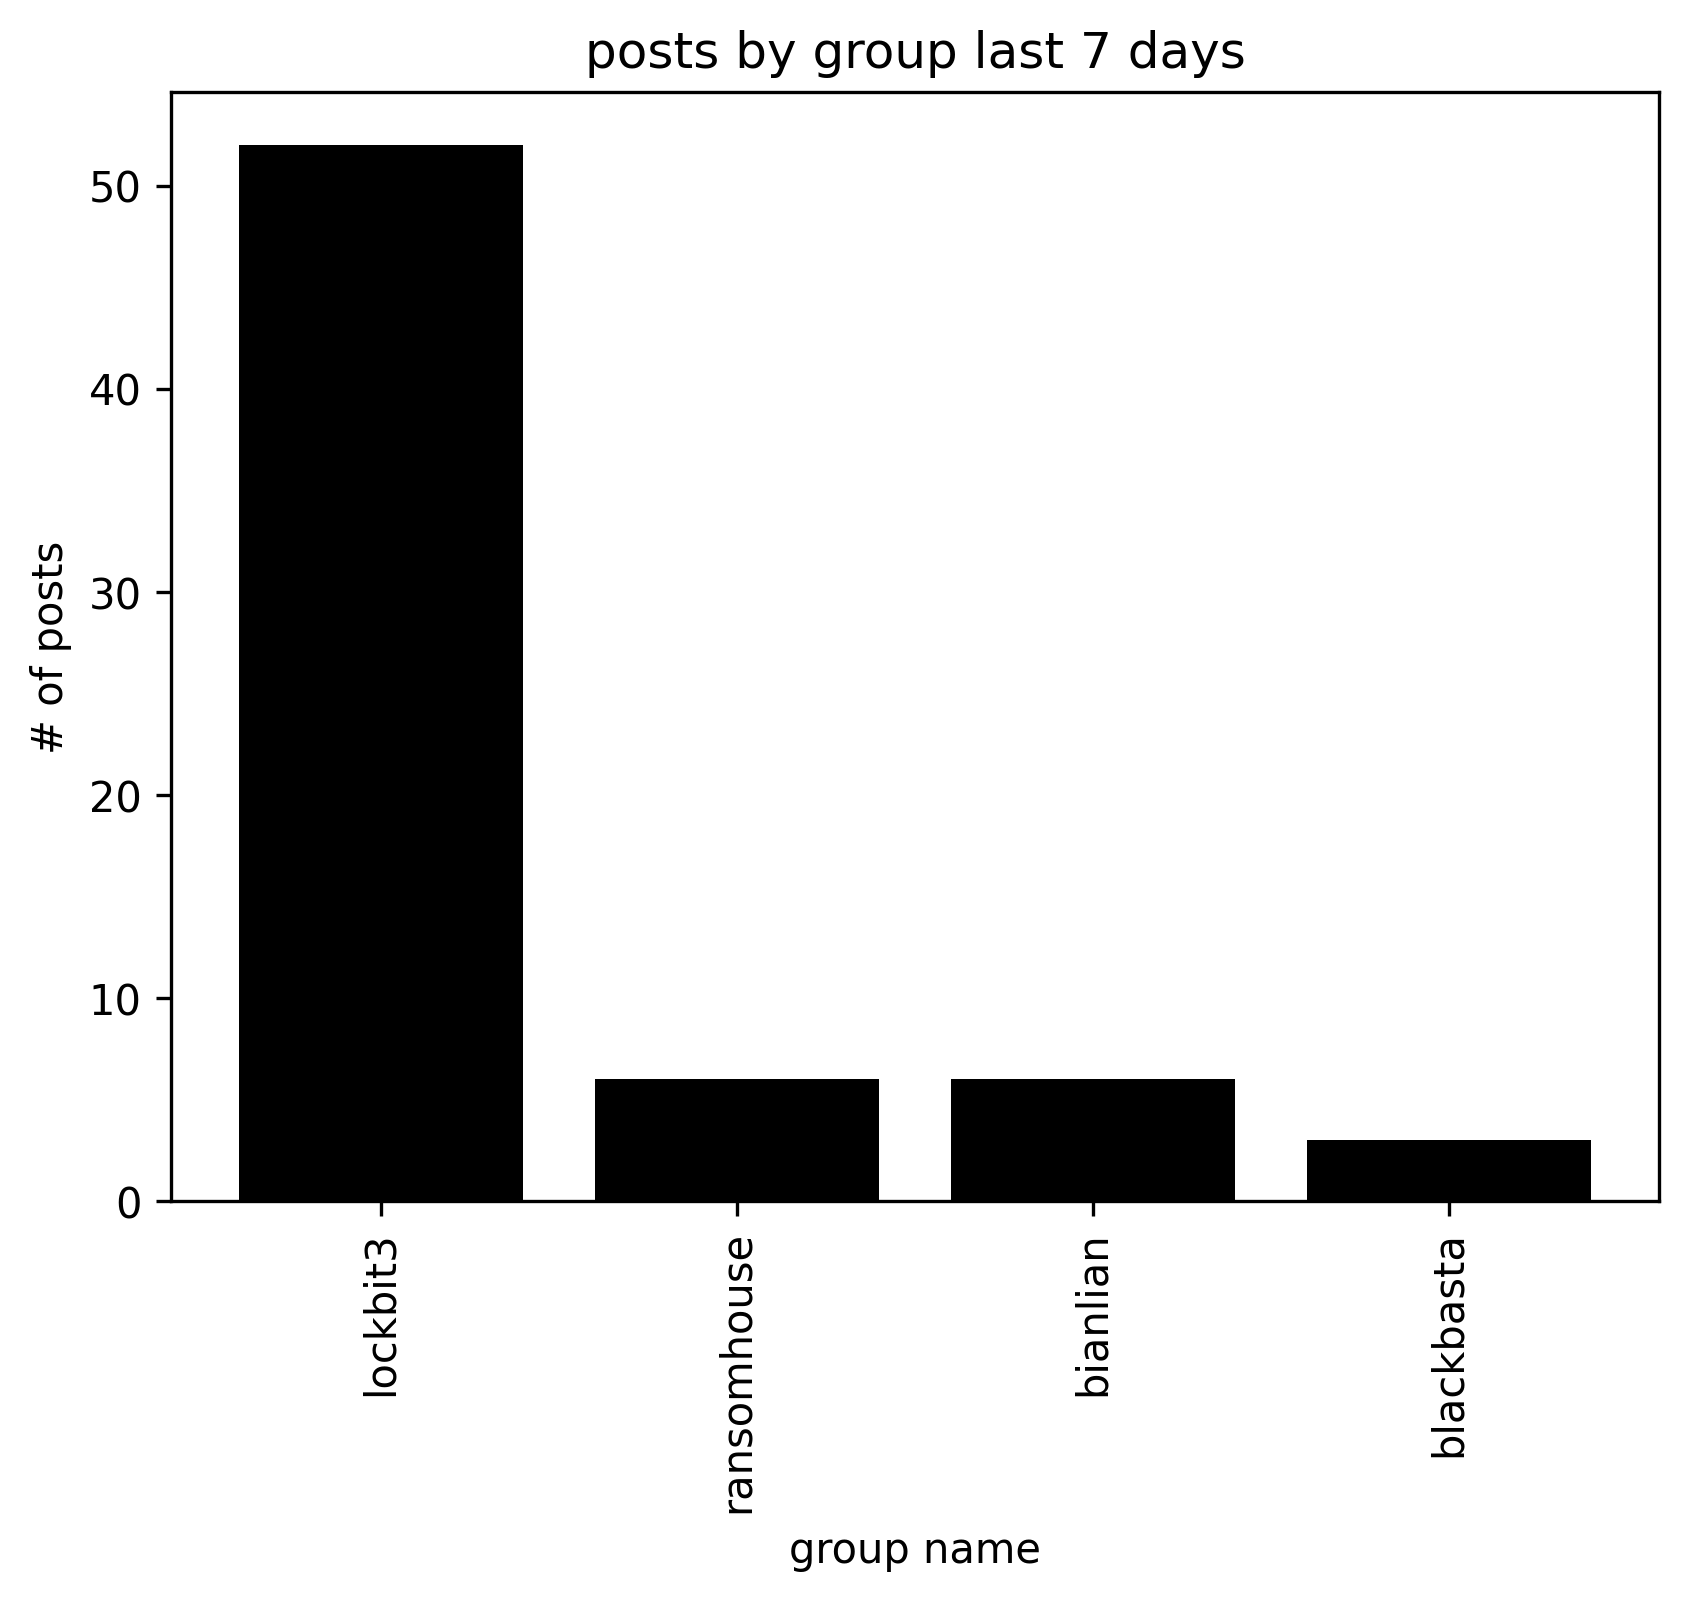 posts by group last 7 days
# of posts
50
40
30
20
10
0
lockbit3
ransomhouse
bianlian
blackbasta
group name